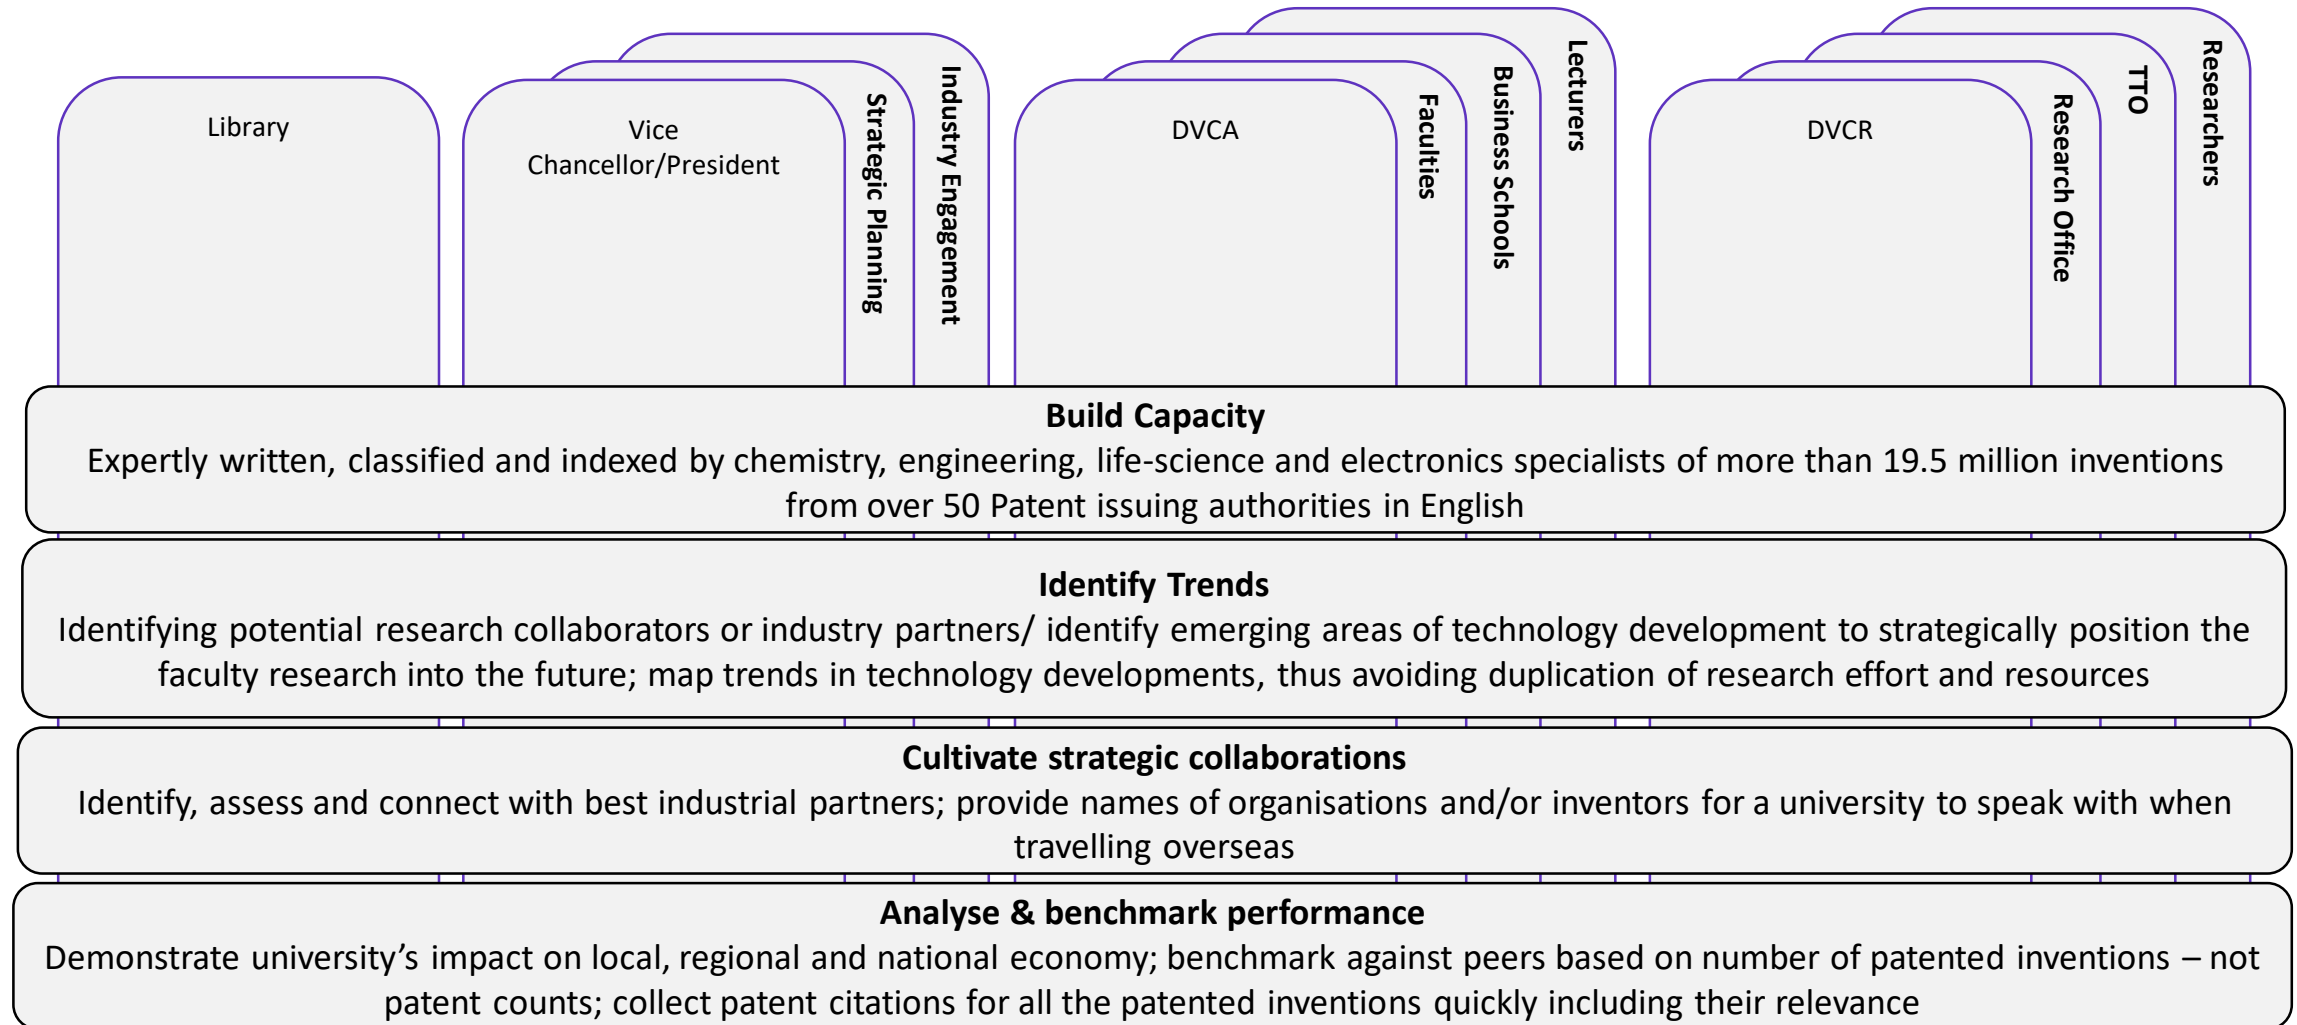 Library
Vice
Chancellor/President
Strategic Planning
Industry Engagement
DVCA
Faculties
Business Schools
Lecturers
DVCR
Research Office
TTO
Researchers
Build Capacity
Expertly written, classified and indexed by chemistry, engineering, life-science and electronics specialists of more than 19.5 million inventions
from over 50 Patent issuing authorities in English
Identify Trends
Identifying potential research collaborators or industry partners/ identify emerging areas of technology development to strategically position the
faculty research into the future; map trends in technology developments, thus avoiding duplication of research effort and resources
Cultivate strategic collaborations
Identify, assess and connect with best industrial partners; provide names of organisations and/or inventors for a university to speak with when
travelling overseas
Analyse & benchmark performance
Demonstrate university’s impact on local, regional and national economy; benchmark against peers based on number of patented inventions – not
patent counts; collect patent citations for all the patented inventions quickly including their relevance